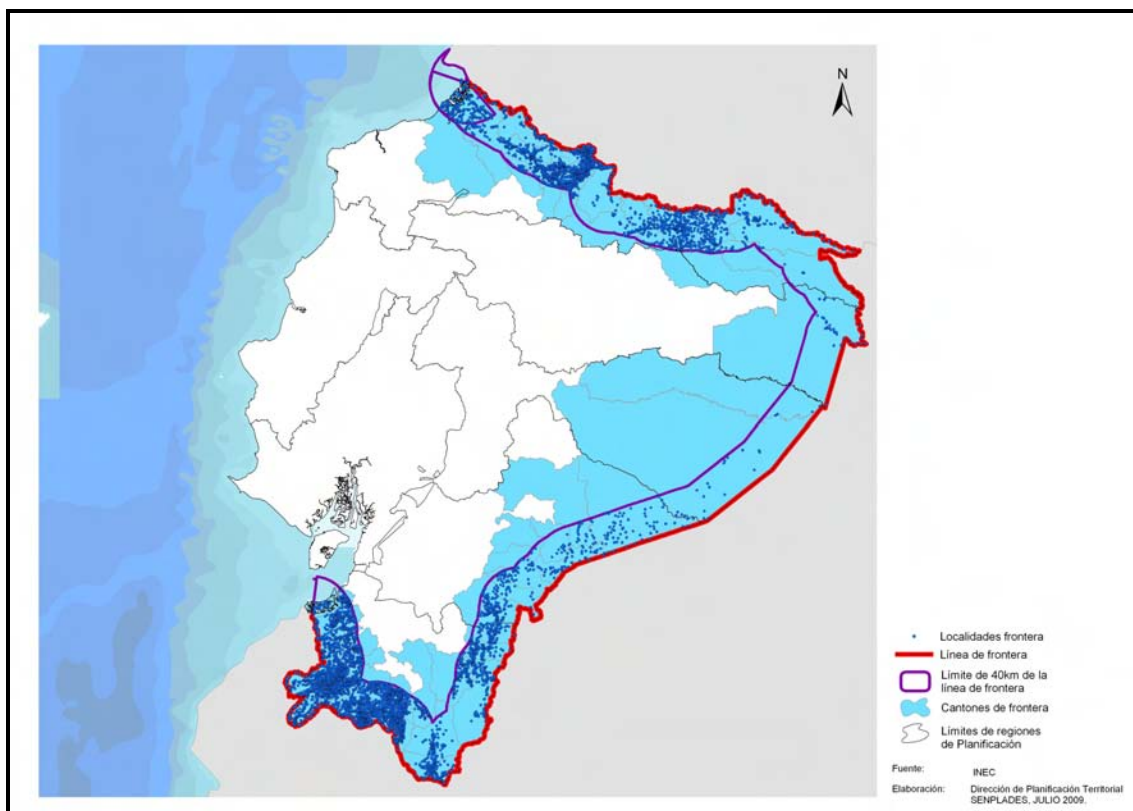 N
Localidades frontera
Línea de frontera
Límite de 40km de la
línea de frontera
Cantones de frontera
Límites de regiones
de Planificación
Fuente: INEC
Elaboración: Dirección de Planificación Territorial
SENPLADES, JULIO 2009.